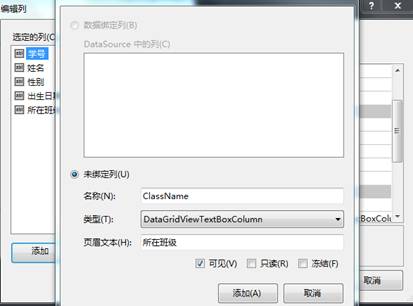 编辑列
选定的列(C
学号
姓名
性别
出生日期
所在班级
添加
数据绑定列(B)
DataSource 中的列(C)
未绑定列(U)
名称(N): ClassName
类型(T): DataGridViewTextBoxColumn
页眉文本(H): 所在班级
可见(V) 只读(R) 冻结(F)
添加(A) 取消
BoxColu
取消